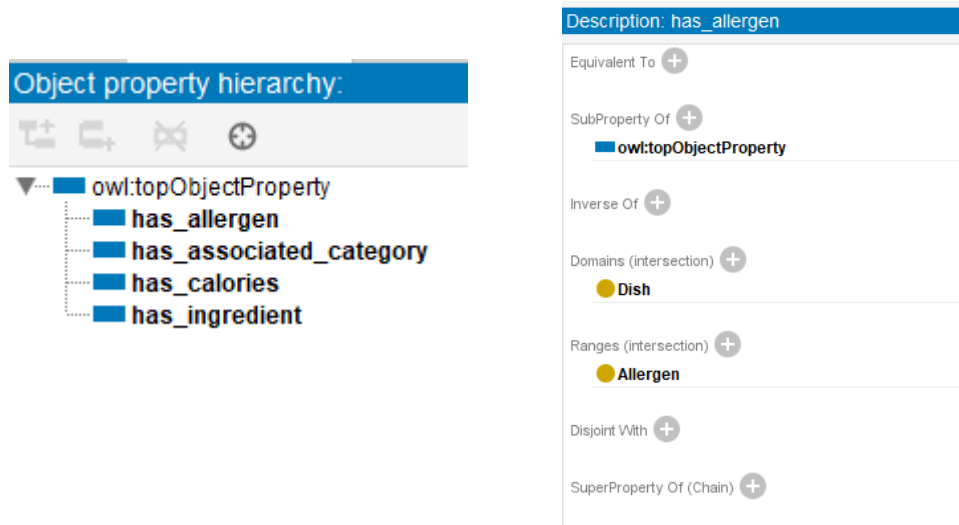 Object property hierarchy:
owl:topObjectProperty
has_allergen
has_associated_category
has_calories
has_ingredient
Description: has_allergen
Equivalent To
SubProperty Of
owl:topObjectProperty
Inverse Of
Domains (intersection)
Dish
Ranges (intersection)
Allergen
Disjoint With
SuperProperty Of (Chain)